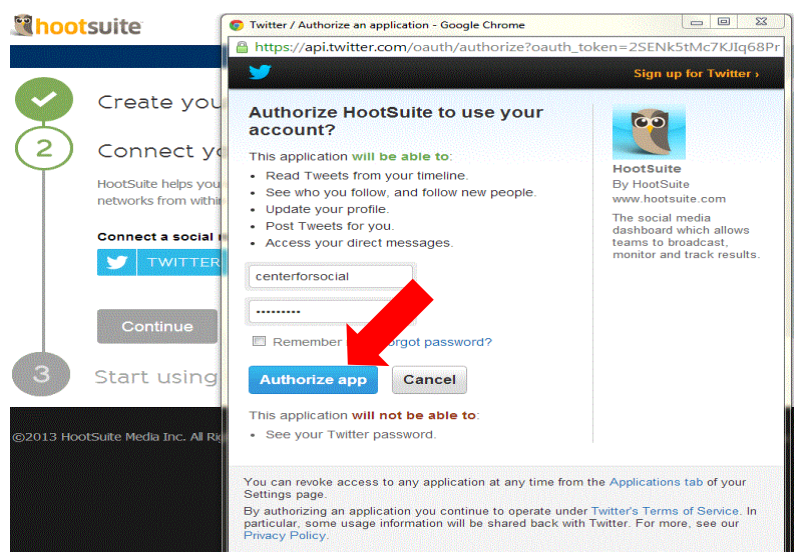 hootsuite
Create you
2
Connect yo
HootSuite helps you
networks from within
Connect a social
TWITTER
Continue
3
Start using
©2013 HootSuite Media Inc. All Rig
Twitter / Authorize an application - Google Chrome
https://api.twitter.com/oauth/authorize?oauth_token=2SENk5tMc7KJIq68Pr
Sign up for Twitter ›
Authorize HootSuite to use your
account?
This application will be able to:
• Read Tweets from your timeline.
• See who you follow, and follow new people.
• Update your profile.
• Post Tweets for you.
• Access your direct messages.
centerforsocial
Remember
rgot password?
Authorize app
Cancel
This application will not be able to:
• See your Twitter password.
HootSuite
By HootSuite
www.hootsuite.com
The social media
dashboard which allows
teams to broadcast,
monitor and track results.
You can revoke access to any application at any time from the Applications tab of your
Settings page.
By authorizing an application you continue to operate under Twitter's Terms of Service. In
particular, some usage information will be shared back with Twitter. For more, see our
Privacy Policy.